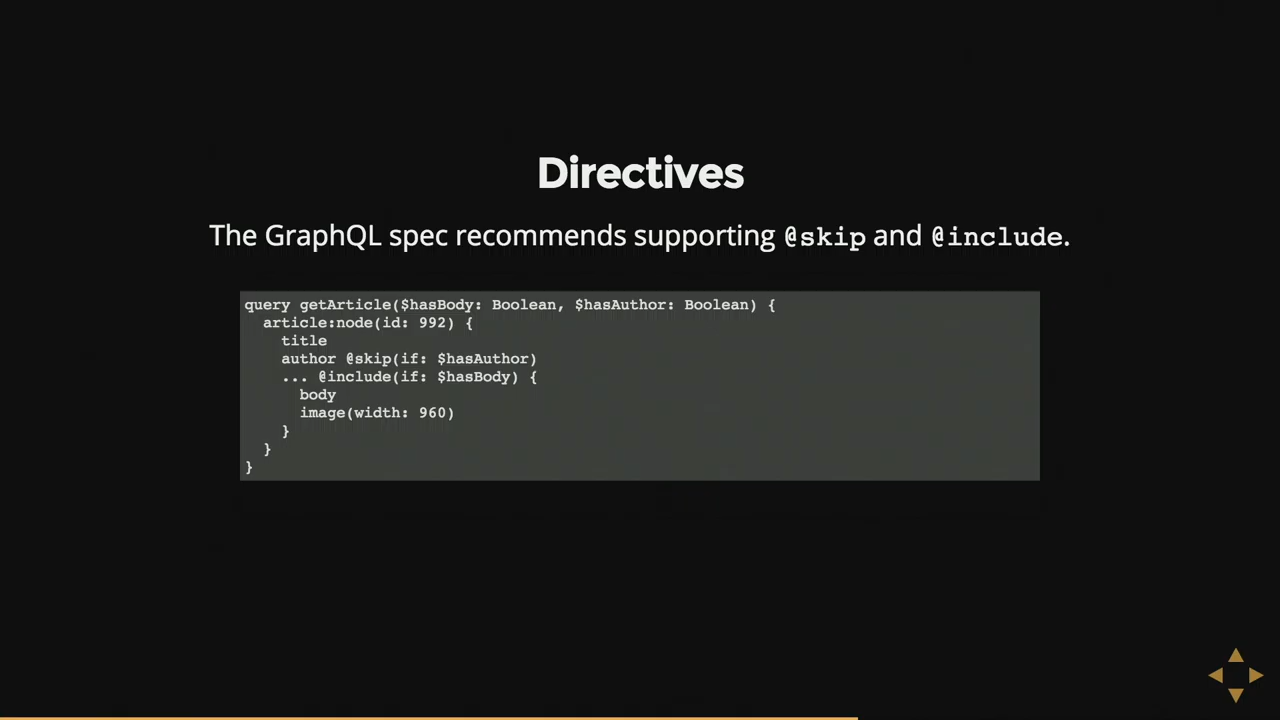 Directives
The GraphQL spec recommends supporting @skip and @include.
query getArticle($hasBody: Boolean, $hasAuthor: Boolean) {
  article:node(id: 992) {
    title
    author @skip(if: $hasAuthor)
    ... @include(if: $hasBody) {
      body
      image(width: 960)
    }
  }
}